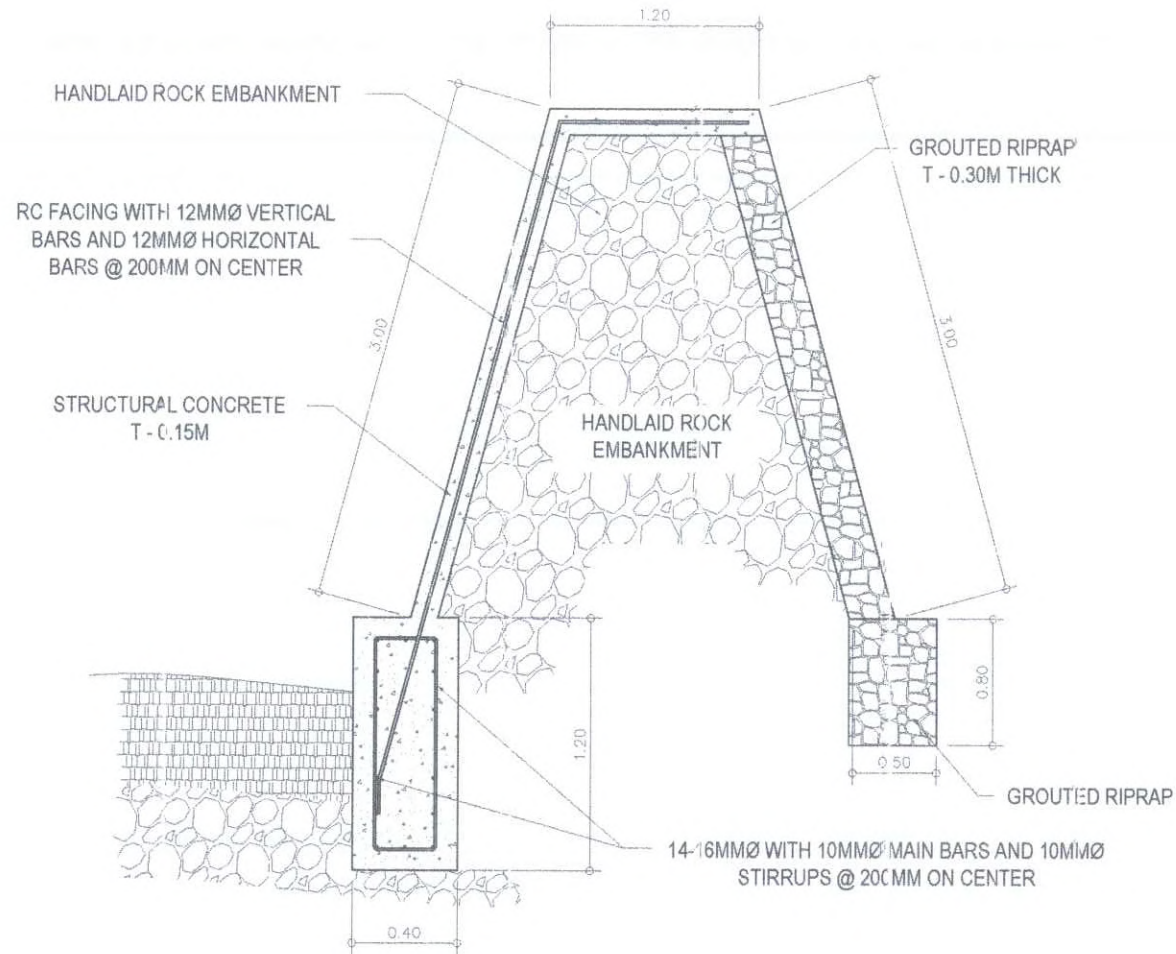 1.20
HANDLAID ROCK EMBANKMENT
GROUTED RIPRAP
T - 0.30M THICK
RC FACING WITH 12MMØ VERTICAL
BARS AND 12MMØ HORIZONTAL
BARS @ 200MM ON CENTER
3.00
3.00
STRUCTURAL CONCRETE
T - 0.15M
HANDLAID ROCK
EMBANKMENT
1.20
0.80
0.50
GROUTED RIPRAP
14-16MMØ WITH 10MMØ MAIN BARS AND 10MMØ
STIRRUPS @ 200MM ON CENTER
0.40